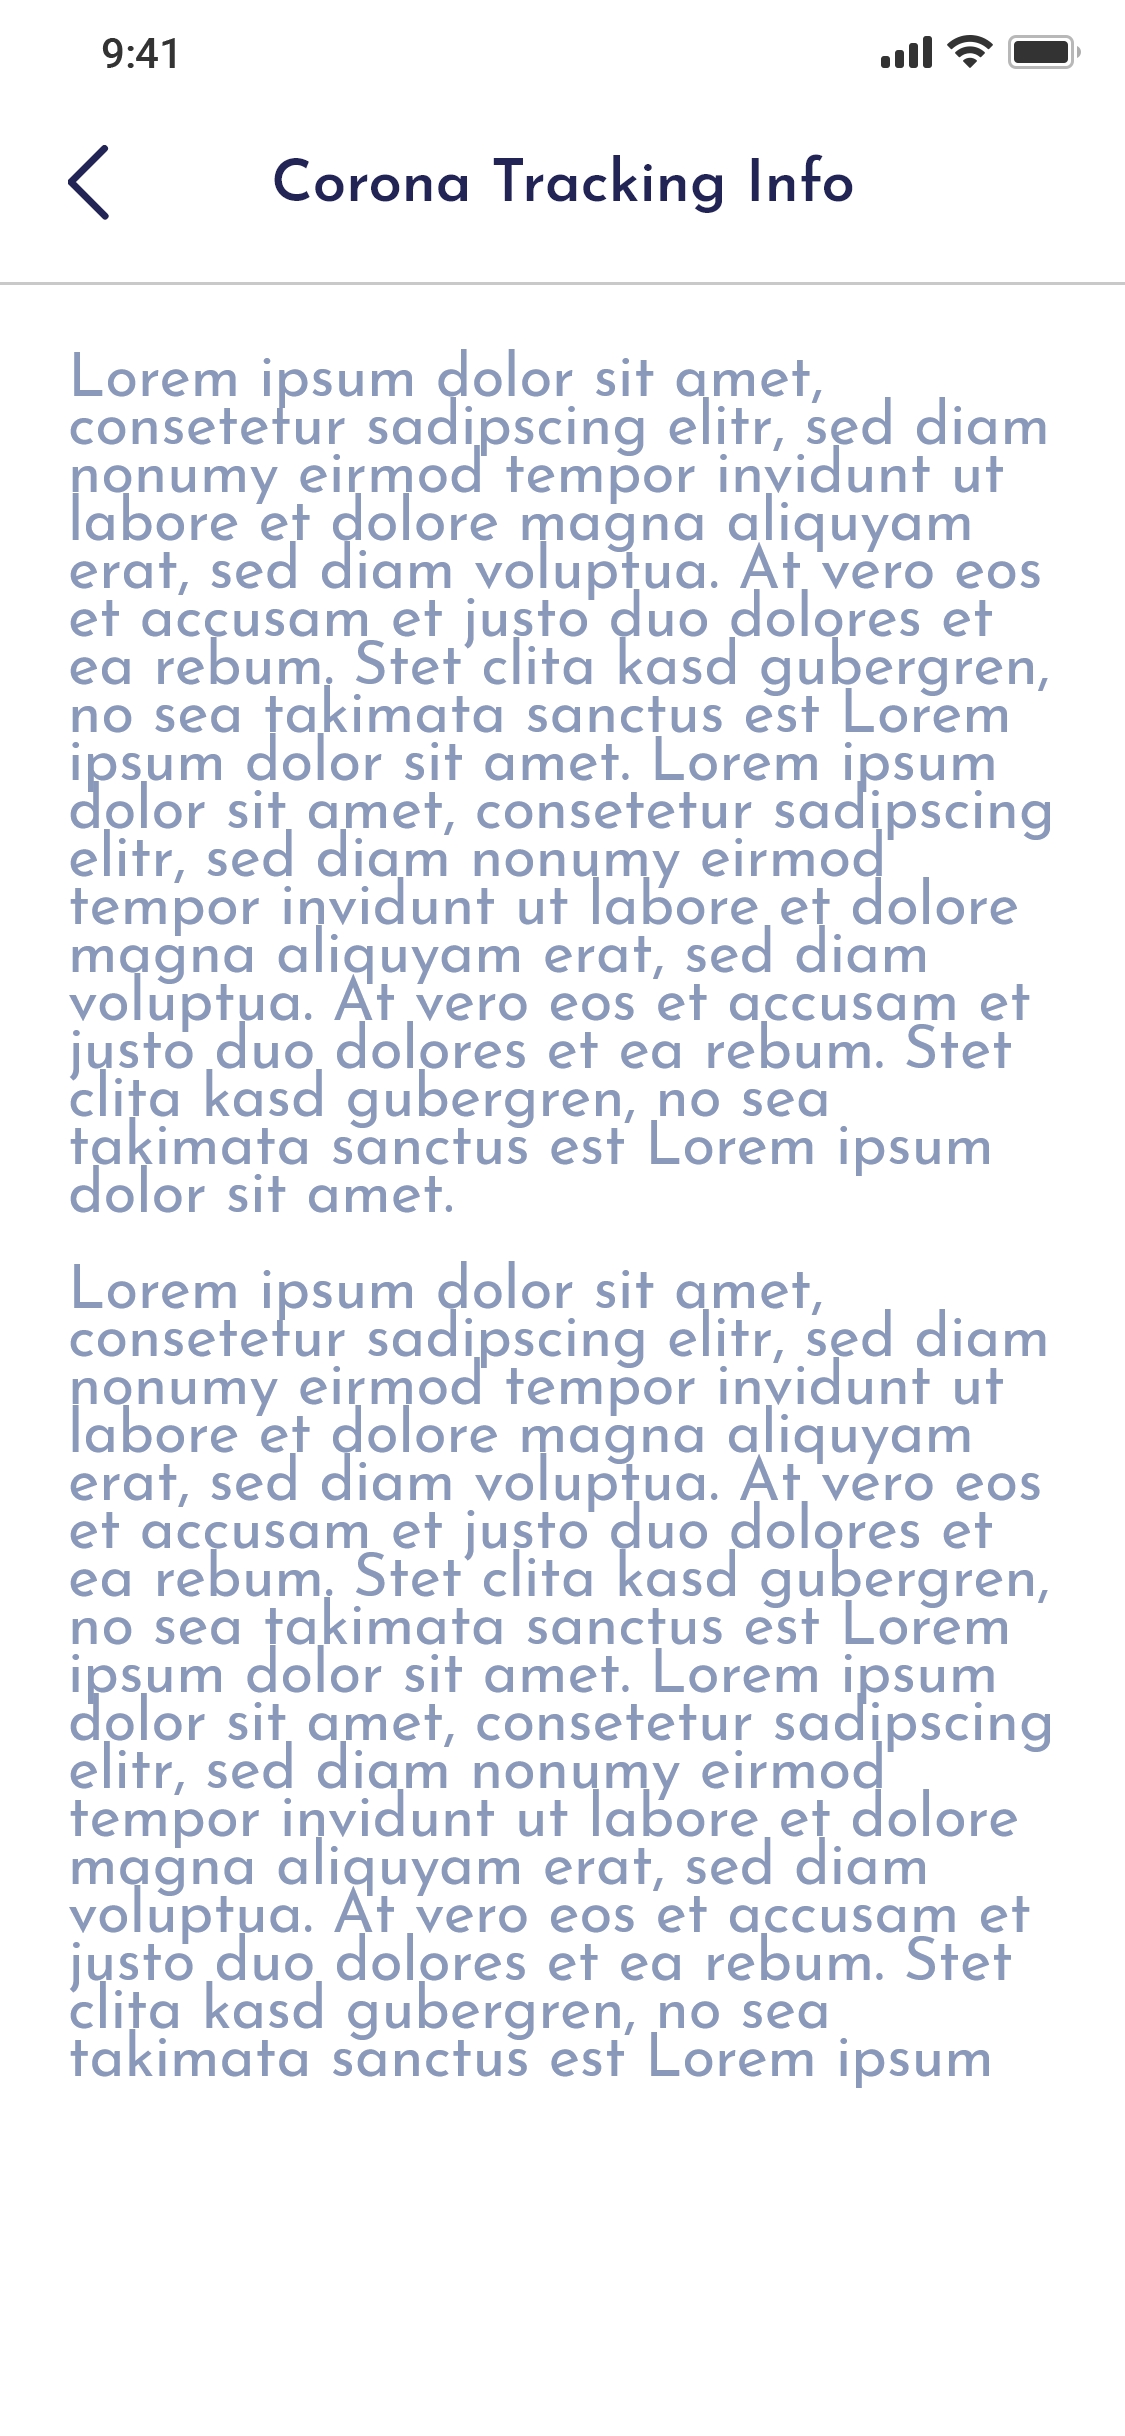 9:41
Corona Tracking Info
Lorem ipsum dolor sit amet,
consetetur sadipscing elitr, sed diam
nonumy eirmod tempor invidunt ut
labore et dolore magna aliquyam
erat, sed diam voluptua. At vero eos
et accusam et justo duo dolores et
ea rebum. Stet clita kasd gubergren,
no sea takimata sanctus est Lorem
ipsum dolor sit amet. Lorem ipsum
dolor sit amet, consetetur sadipscing
elitr, sed diam nonumy eirmod
tempor invidunt ut labore et dolore
magna aliquyam erat, sed diam
voluptua. At vero eos et accusam et
justo duo dolores et ea rebum. Stet
clita kasd gubergren, no sea
takimata sanctus est Lorem ipsum
dolor sit amet.
Lorem ipsum dolor sit amet,
consetetur sadipscing elitr, sed diam
nonumy eirmod tempor invidunt ut
labore et dolore magna aliquyam
erat, sed diam voluptua. At vero eos
et accusam et justo duo dolores et
ea rebum. Stet clita kasd gubergren,
no sea takimata sanctus est Lorem
ipsum dolor sit amet. Lorem ipsum
dolor sit amet, consetetur sadipscing
elitr, sed diam nonumy eirmod
tempor invidunt ut labore et dolore
magna aliquyam erat, sed diam
voluptua. At vero eos et accusam et
justo duo dolores et ea rebum. Stet
clita kasd gubergren, no sea
takimata sanctus est Lorem ipsum